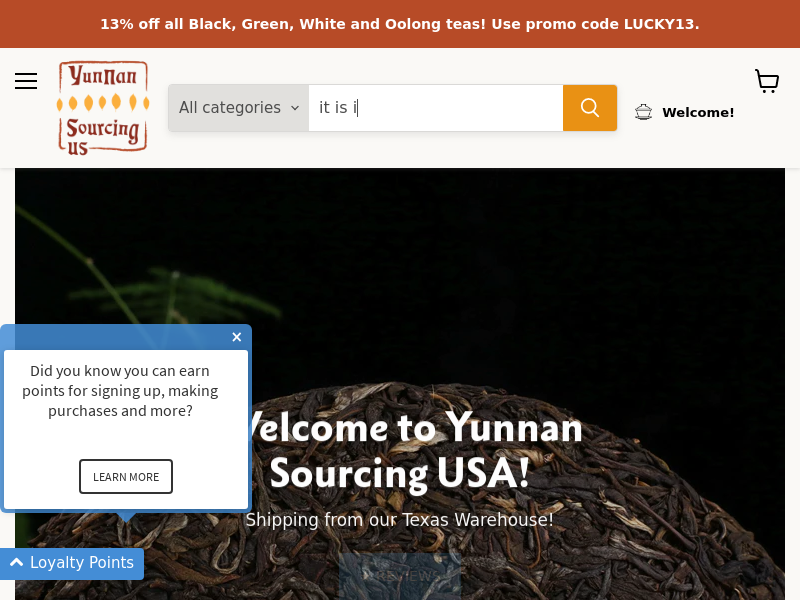 13% off all Black, Green, White and Oolong teas! Use promo code LUCKY13.
Yunnan
Sourcing
US
All categories
it is i
Welcome!
×
Did you know you can earn
points for signing up, making
purchases and more?
LEARN MORE
Welcome to Yunnan
Sourcing USA!
Shipping from our Texas Warehouse!
Loyalty Points